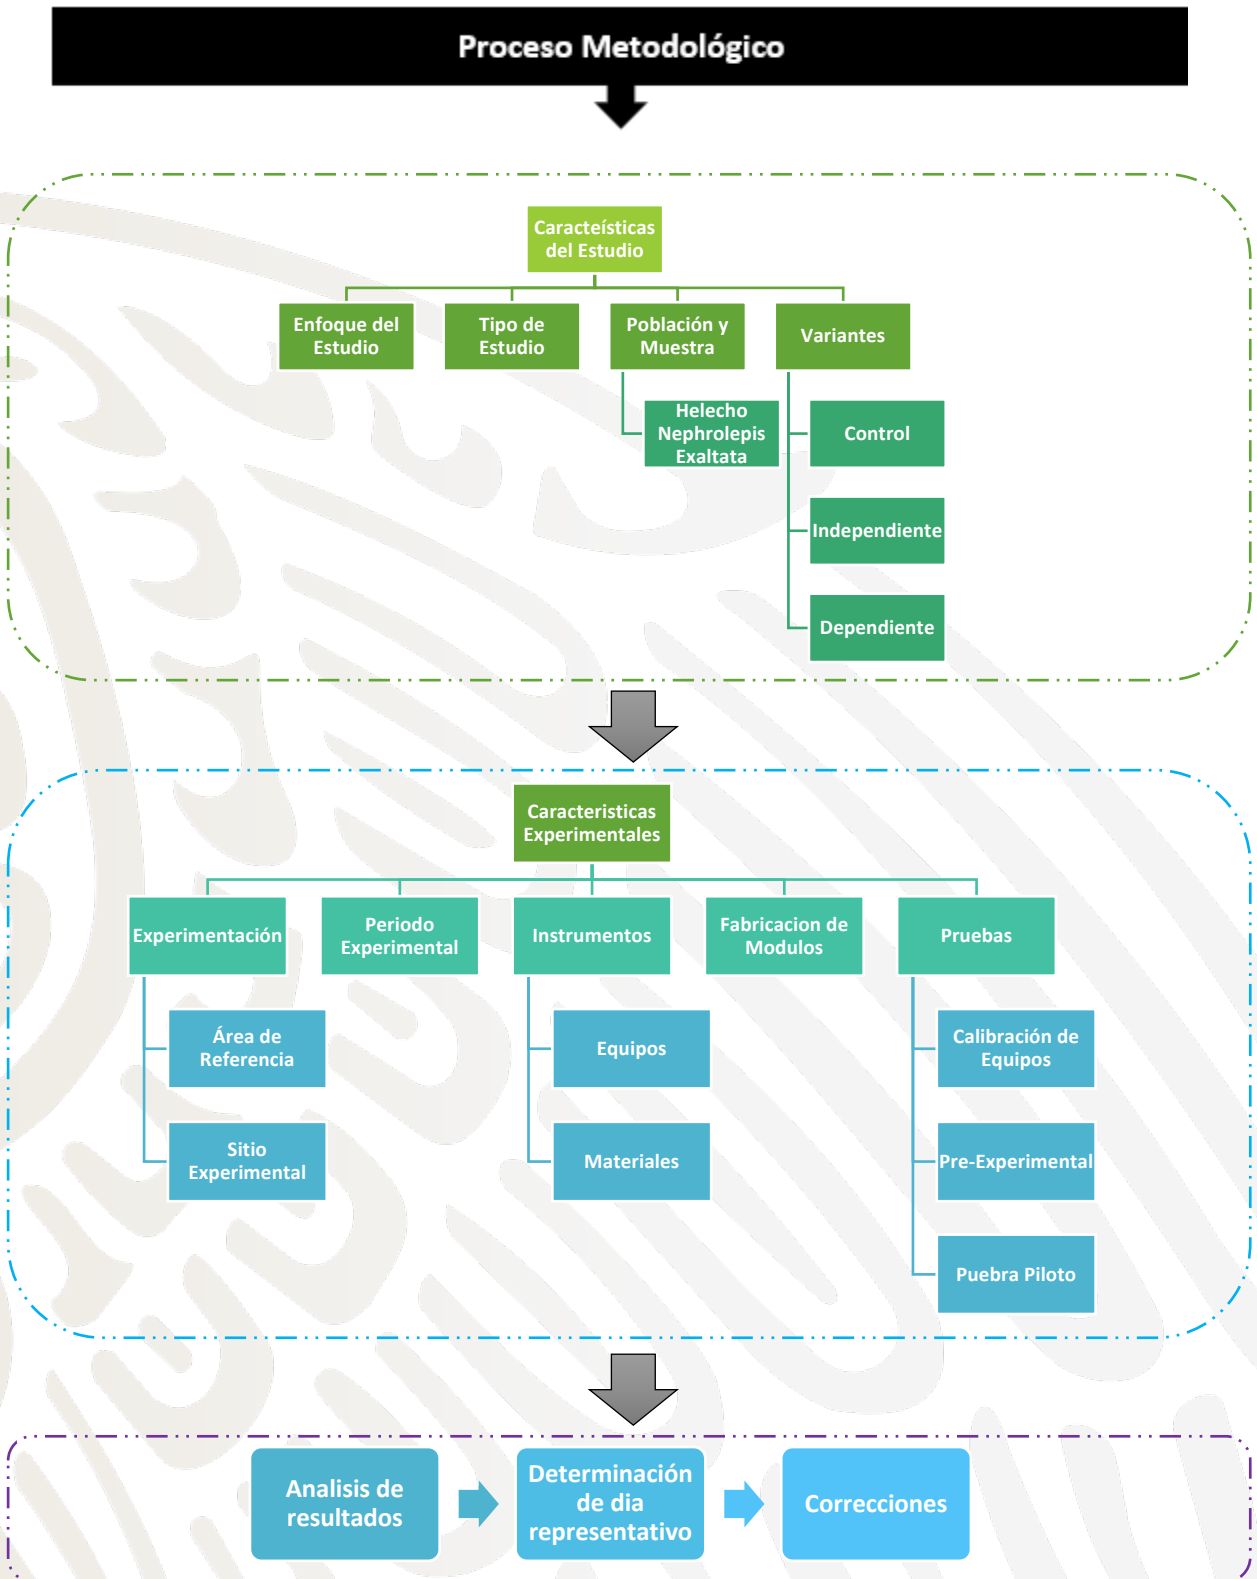 Proceso Metodológico
Caracteísticas
del Estudio
Enfoque del
Estudio
Tipo de
Estudio
Población y
Muestra
Variantes
Helecho
Nephrolepis
Exaltata
Control
Independiente
Dependiente
Caracteristicas
Experimentales
Experimentación
Periodo
Experimental
Instrumentos
Fabricacion de
Modulos
Pruebas
Área de
Referencia
Equipos
Calibración de
Equipos
Sitio
Experimental
Materiales
Pre-Experimental
Puebra Piloto
Analisis de
resultados
Determinación
de dia
representativo
Correcciones